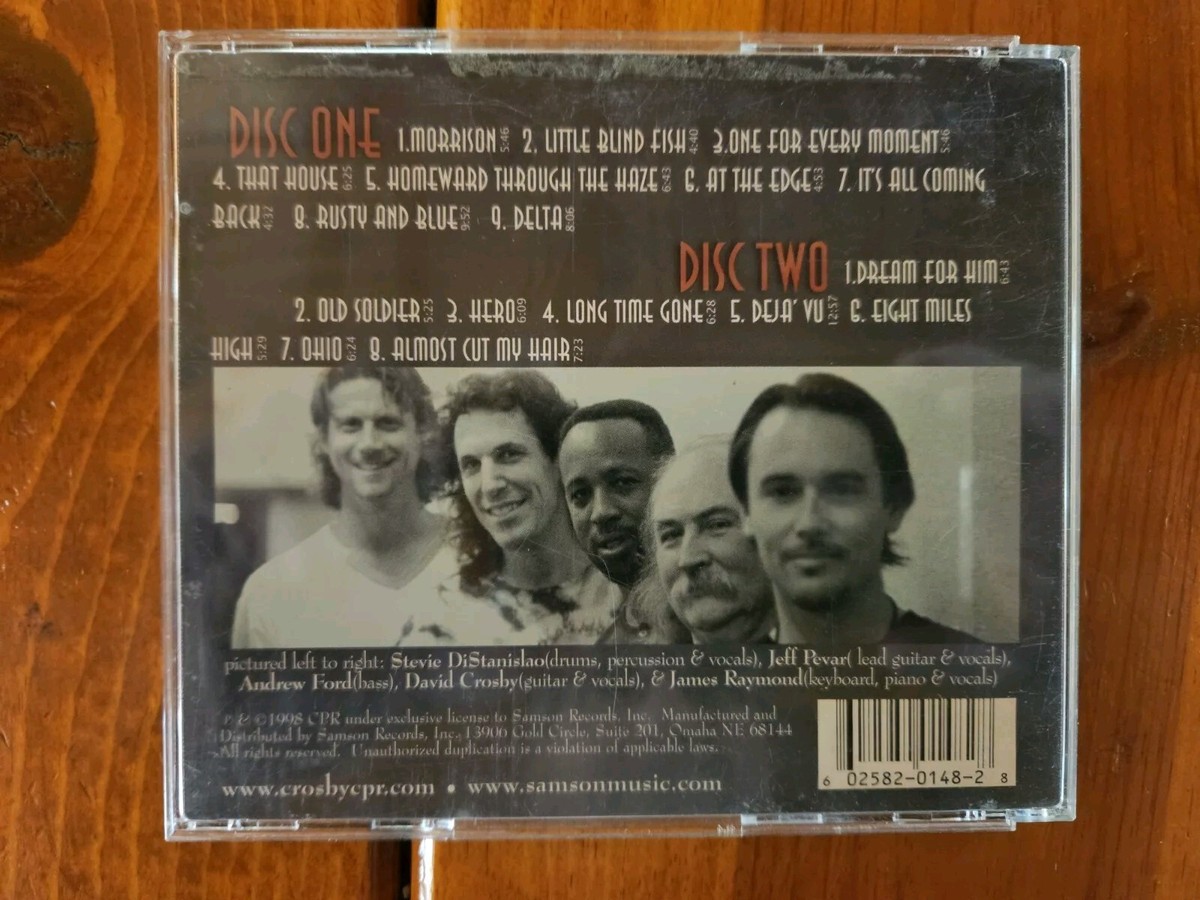 DISC ONE 1.MORRISON 5:46 2, LITTLE BLIND FISH 4:40 3.ONE FOR EVERY MOMENT 5:46
4. THAT HOUSE 6:25 5. HOMEWARD THROUGH THE HAZE 6:43 6. AT THE EDGE 4:53 7. IT'S ALL COMING
BACK 4:32 8. RUSTY AND BLUE 9:52 9. DELTA 8:06
DISC TWO 1.DREAM FOR HIM 6:43
2. OLD SOLDIER 5:25 3. HERO 6:09 4. LONG TIME GONE 6:28 5. DEJA' VU 12:57 6. EIGHT MILES
HIGH 5:29 7. OHIO 6:24 8. ALMOST CUT MY HAIR 7:23
pictured left to right: Stevie DiStanislao(drums, percussion & vocals), Jeff Pevar( lead guitar & vocals),
Andrew Ford(bass), David Crosby(guitar & vocals), & James Raymond(keyboard, piano & vocals)
℗ & ©1998 CPR under exclusive license to Samson Records, Inc. Manufactured and
Distributed by Samson Records, Inc. 13906 Gold Circle, Suite 201, Omaha NE 68144
All rights reserved. Unauthorized duplication is a violation of applicable laws.
www.crosbycpr.com • www.samsonmusic.com
6 02582-0148-2 8